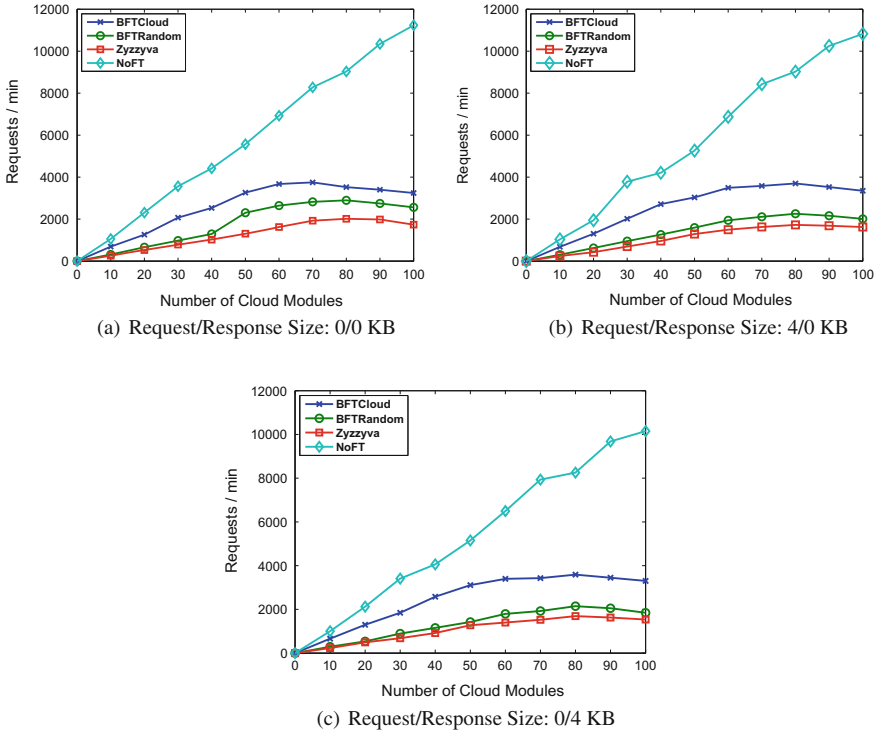 12000
10000
8000
6000
4000
2000
0
Requests / min
BFTCloud
BFTRandom
Zyzzyva
NoFT
0 10 20 30 40 50 60 70 80 90 100
Number of Cloud Modules
(a) Request/Response Size: 0/0 KB
12000
10000
8000
6000
4000
2000
0
Requests / min
BFTCloud
BFTRandom
Zyzzyva
NoFT
0 10 20 30 40 50 60 70 80 90 100
Number of Cloud Modules
(b) Request/Response Size: 4/0 KB
12000
10000
8000
6000
4000
2000
0
Requests / min
BFTCloud
BFTRandom
Zyzzyva
NoFT
0 10 20 30 40 50 60 70 80 90 100
Number of Cloud Modules
(c) Request/Response Size: 0/4 KB